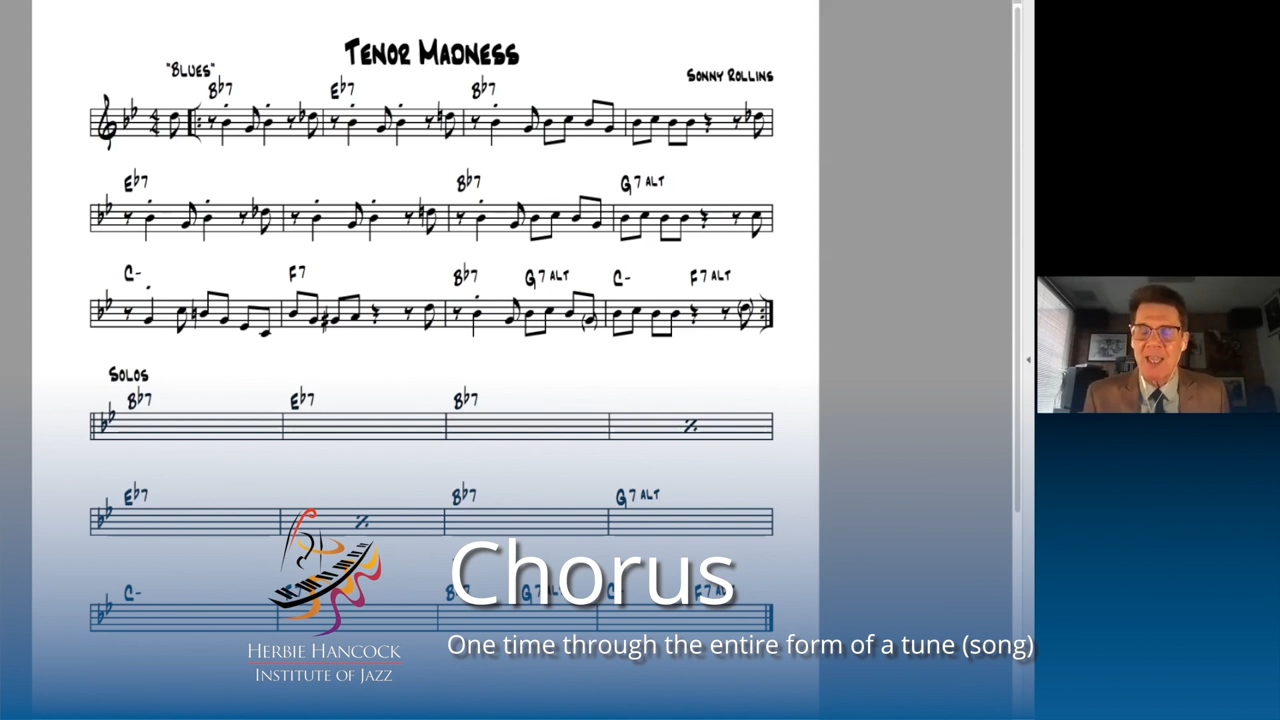 TENOR MADNESS
"BLUES"
SONNY ROLLINS
Bb7 Eb7 Bb7
4
4
Eb7 Bb7 G7 ALT
C- F7 Bb7 G7 ALT C- F7 ALT
SOLOS
Bb7 Eb7 Bb7
Eb7 Bb7 G7 ALT
C-
Chorus
One time through the entire form of a tune (song)
HERBIE HANCOCK
INSTITUTE OF JAZZ